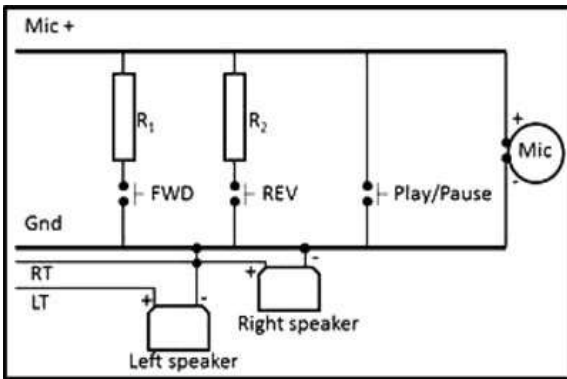 Mic +
R1
R2
+
Mic
-
FWD
REV
Play/Pause
Gnd
RT
+
-
LT
+
-
Right speaker
Left speaker